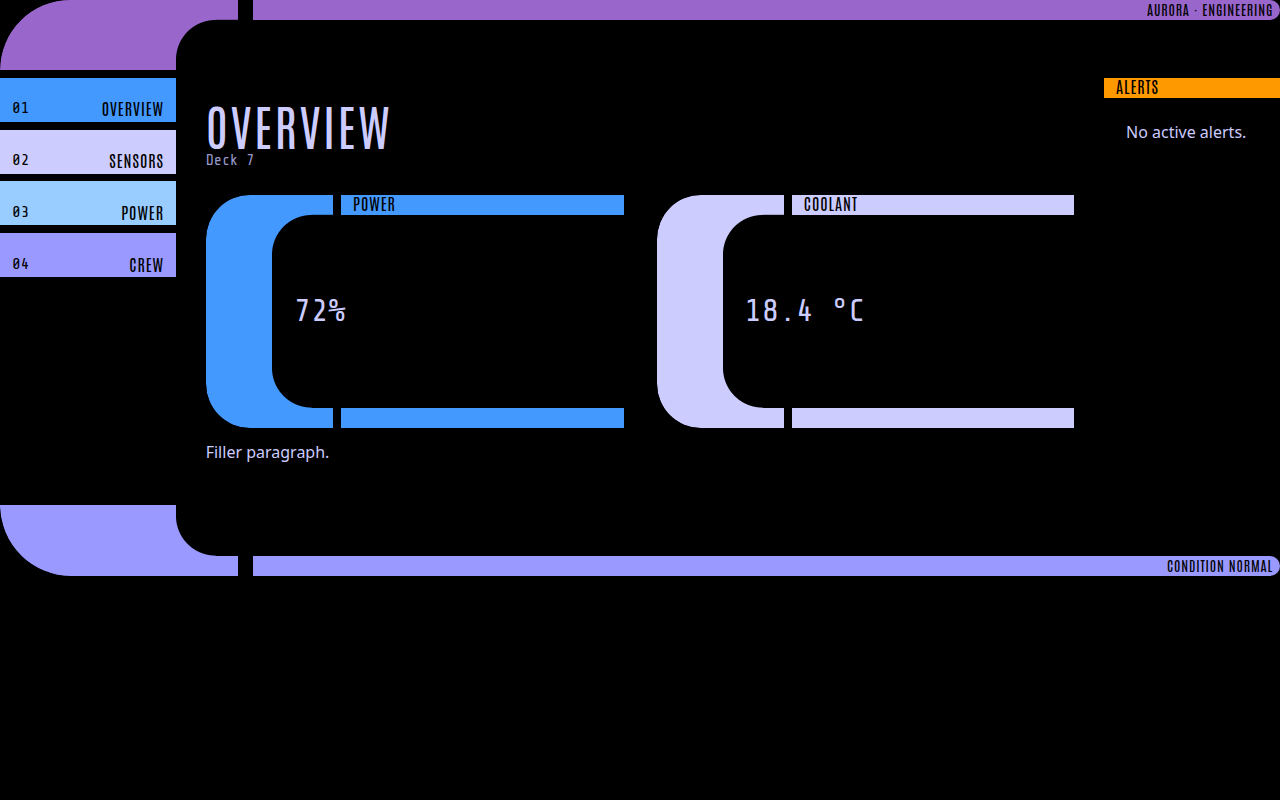 AURORA · ENGINEERING
01 OVERVIEW
02 SENSORS
03 POWER
04 CREW
OVERVIEW
Deck 7
POWER
72%
COOLANT
18.4 °C
Filler paragraph.
ALERTS
No active alerts.
CONDITION NORMAL